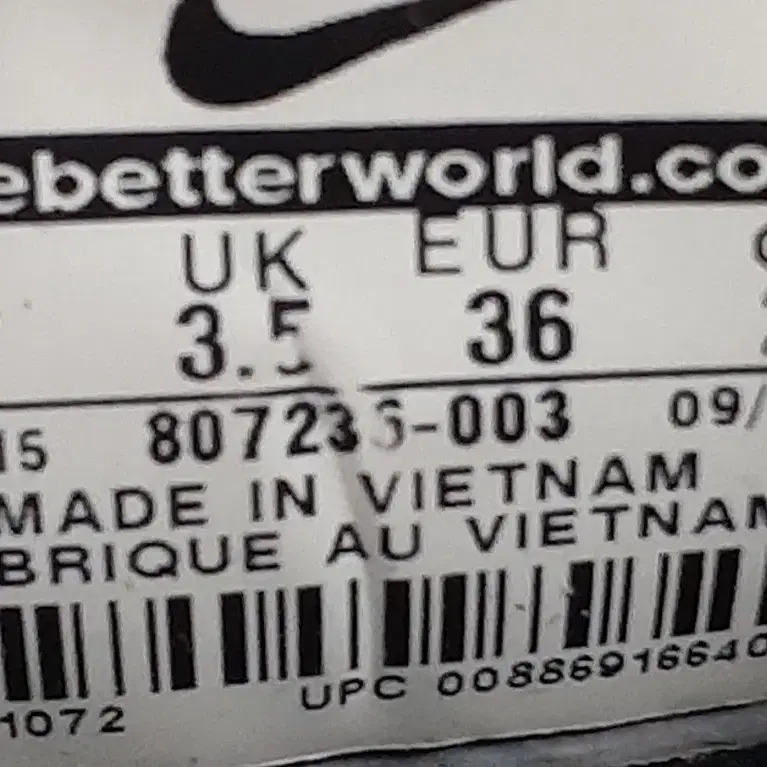 ebetterworld.co
UK EUR
3.5 36
15 807236-003 09/
MADE IN VIETNAM
BRIQUE AU VIETNAM
1072 UPC 00886916640